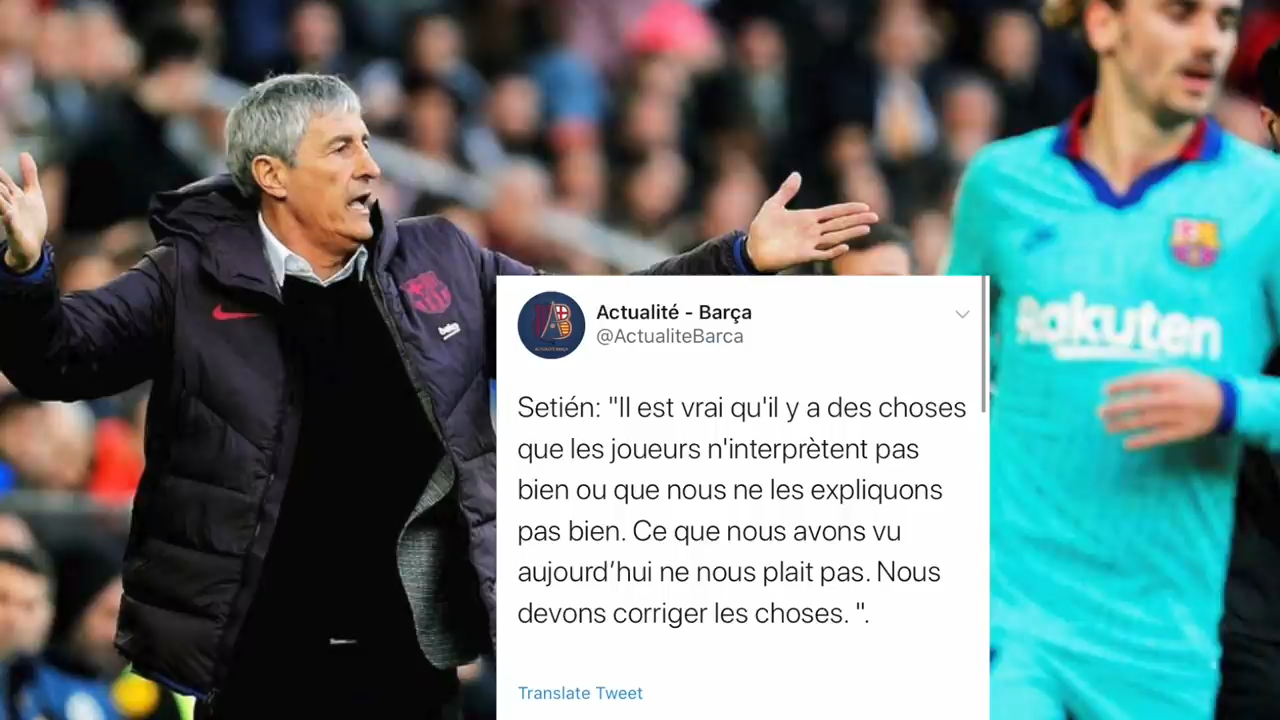 Actualité - Barça
@ActualiteBarca
Setién: "Il est vrai qu'il y a des choses
que les joueurs n'interprètent pas
bien ou que nous ne les expliquons
pas bien. Ce que nous avons vu
aujourd’hui ne nous plait pas. Nous
devons corriger les choses. ".
Translate Tweet
Rakuten
beko